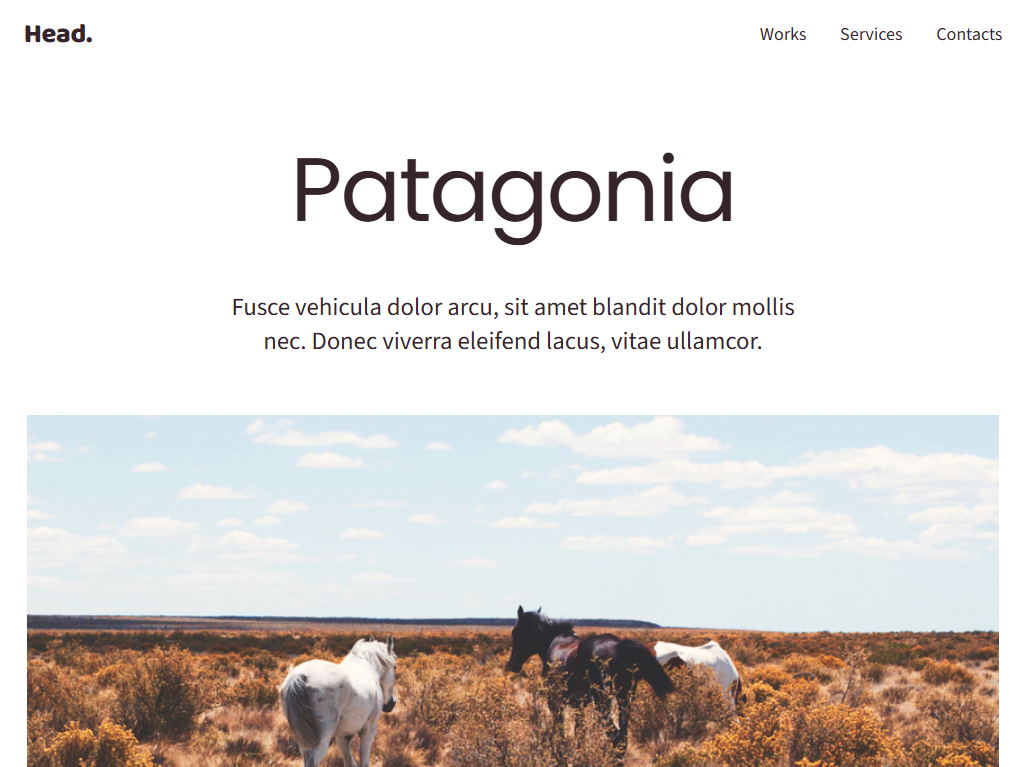 Head.
Works Services Contacts
Patagonia
Fusce vehicula dolor arcu, sit amet blandit dolor mollis
nec. Donec viverra eleifend lacus, vitae ullamcor.